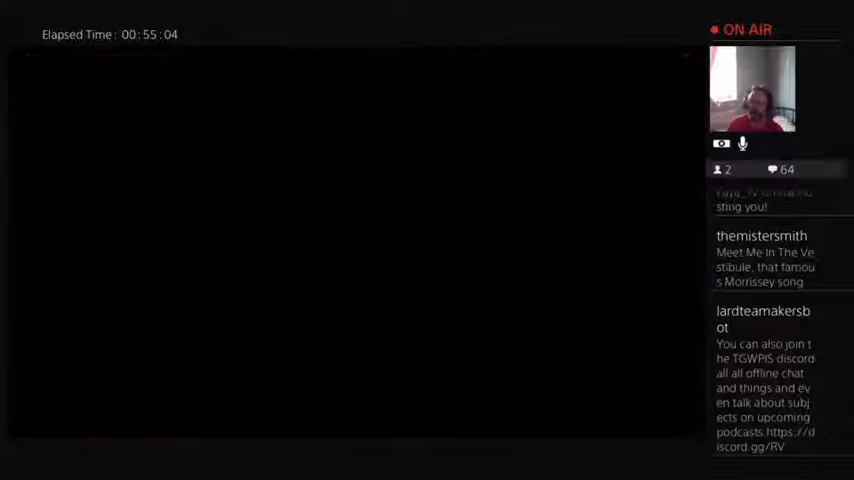 Elapsed Time: 00:55:04
ON AIR
2
64
sting you!
themistersmith
Meet Me In The Ve
stibule, that famou
s Morrissey song
lardteamakersb
ot
You can also join t
he TGWPIS discord
all all offline chat
and things and ev
en talk about subj
ects on upcoming
podcasts.https://d
iscord.gg/RV